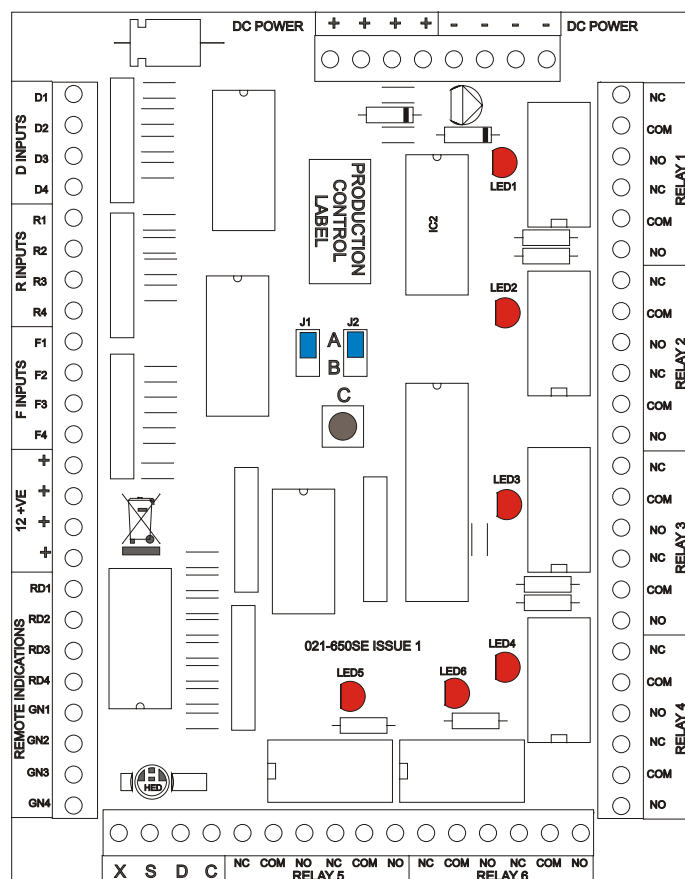 DC POWER + + + + - - - - DC POWER
D INPUTS
D1
D2
D3
D4
R INPUTS
R1
R2
R3
R4
F INPUTS
F1
F2
F3
F4
12 +VE
+
+
+
+
REMOTE INDICATIONS
RD1
RD2
RD3
RD4
GN1
GN2
GN3
GN4
PRODUCTION
CONTROL
LABEL
IC2
LED1
LED2
J1 J2
A
B
C
LED3
021-650SE ISSUE 1
LED4
LED5
LED6
HED
NC
COM
NO
NC
COM
NO
RELAY 1
NC
COM
NO
NC
COM
NO
RELAY 2
NC
COM
NO
NC
COM
NO
RELAY 3
NC
COM
NO
NC
COM
NO
RELAY 4
X S D C
NC COM NO NC COM NO
RELAY 5
NC COM NO NC COM NO
RELAY 6